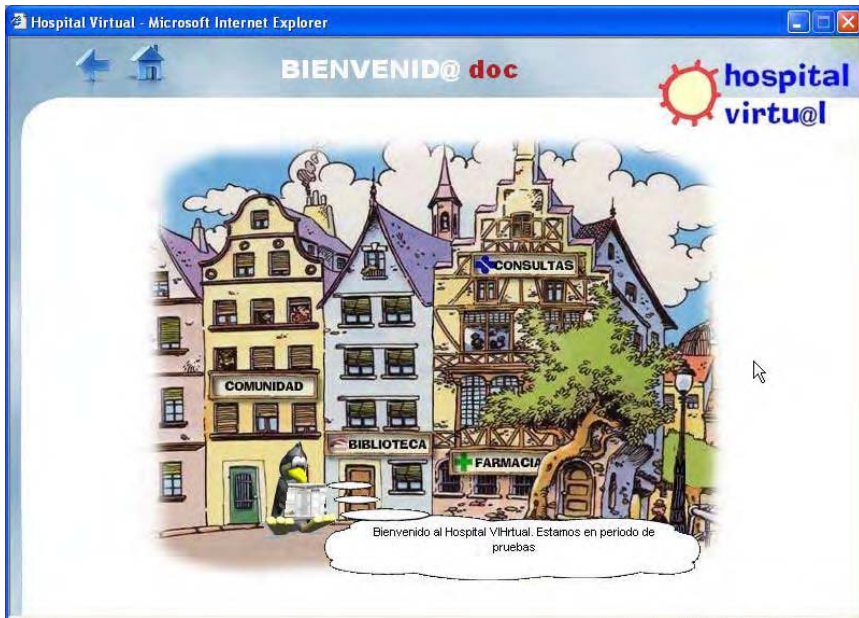 Hospital Virtual - Microsoft Internet Explorer
BIENVENID@ doc
hospital
virtu@l
CONSULTAS
COMUNIDAD
BIBLIOTECA
FARMACIA
Bienvenido al Hospital VIHrtual. Estamos en periodo de
pruebas